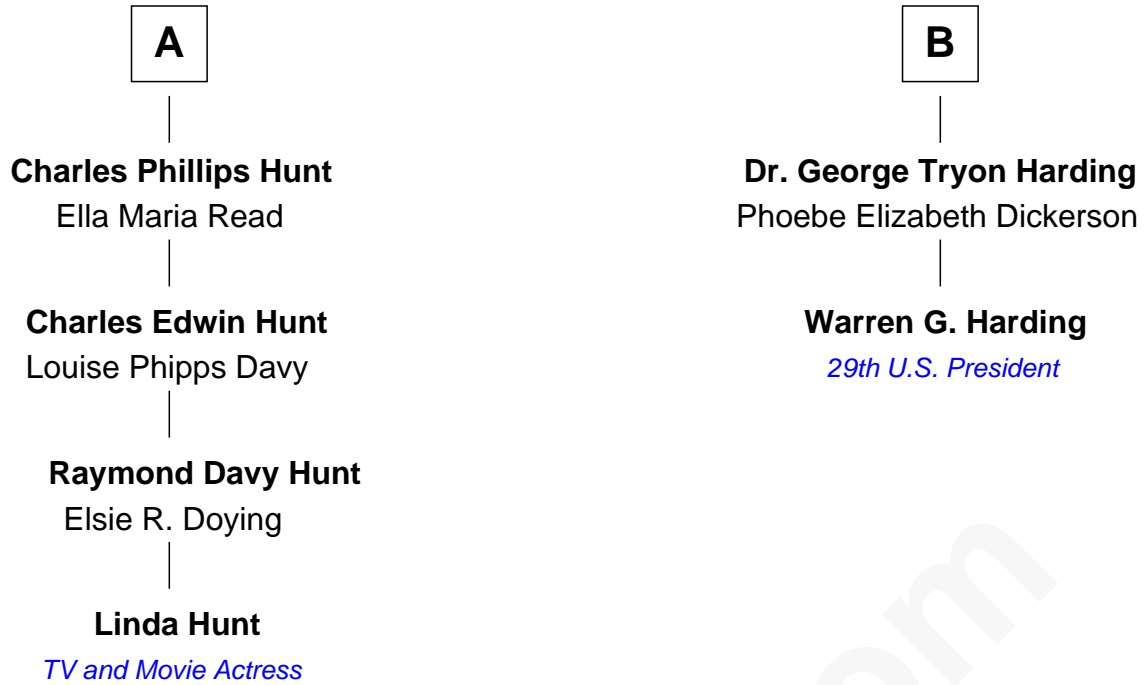 A
Charles Phillips Hunt
Ella Maria Read
Charles Edwin Hunt
Louise Phipps Davy
Raymond Davy Hunt
Elsie R. Doying
Linda Hunt
TV and Movie Actress
B
Dr. George Tryon Harding
Phoebe Elizabeth Dickerson
Warren G. Harding
29th U.S. President
om